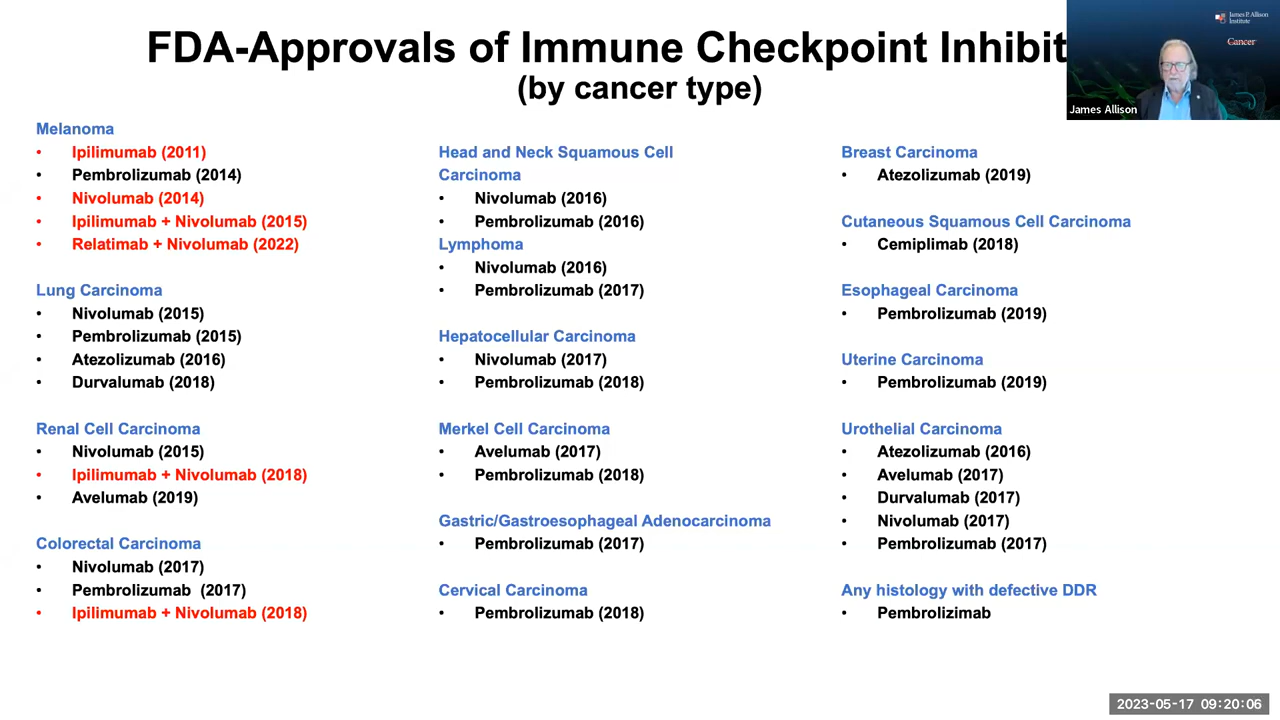 FDA-Approvals of Immune Checkpoint Inhibit
(by cancer type)
Melanoma
• Ipilimumab (2011)
• Pembrolizumab (2014)
• Nivolumab (2014)
• Ipilimumab + Nivolumab (2015)
• Relatimab + Nivolumab (2022)
Lung Carcinoma
• Nivolumab (2015)
• Pembrolizumab (2015)
• Atezolizumab (2016)
• Durvalumab (2018)
Renal Cell Carcinoma
• Nivolumab (2015)
• Ipilimumab + Nivolumab (2018)
• Avelumab (2019)
Colorectal Carcinoma
• Nivolumab (2017)
• Pembrolizumab (2017)
• Ipilimumab + Nivolumab (2018)
Head and Neck Squamous Cell
Carcinoma
• Nivolumab (2016)
• Pembrolizumab (2016)
Lymphoma
• Nivolumab (2016)
• Pembrolizumab (2017)
Hepatocellular Carcinoma
• Nivolumab (2017)
• Pembrolizumab (2018)
Merkel Cell Carcinoma
• Avelumab (2017)
• Pembrolizumab (2018)
Gastric/Gastroesophageal Adenocarcinoma
• Pembrolizumab (2017)
Cervical Carcinoma
• Pembrolizumab (2018)
Breast Carcinoma
• Atezolizumab (2019)
Cutaneous Squamous Cell Carcinoma
• Cemiplimab (2018)
Esophageal Carcinoma
• Pembrolizumab (2019)
Uterine Carcinoma
• Pembrolizumab (2019)
Urothelial Carcinoma
• Atezolizumab (2016)
• Avelumab (2017)
• Durvalumab (2017)
• Nivolumab (2017)
• Pembrolizumab (2017)
Any histology with defective DDR
• Pembrolizimab
James P. Allison
Institute
Cancer
James Allison
2023-05-17 09:20:06